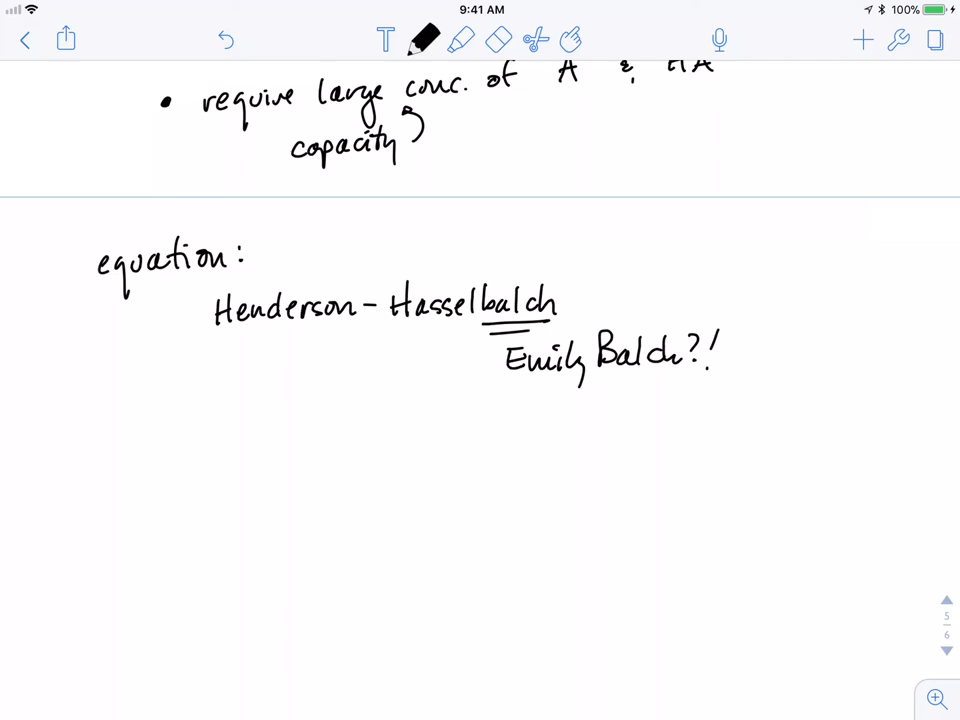 9:41 AM
100%
T
• require large conc. of A & HA
capacity
equation:
Henderson - Hasselbalch
Emily Balch?!
5
6